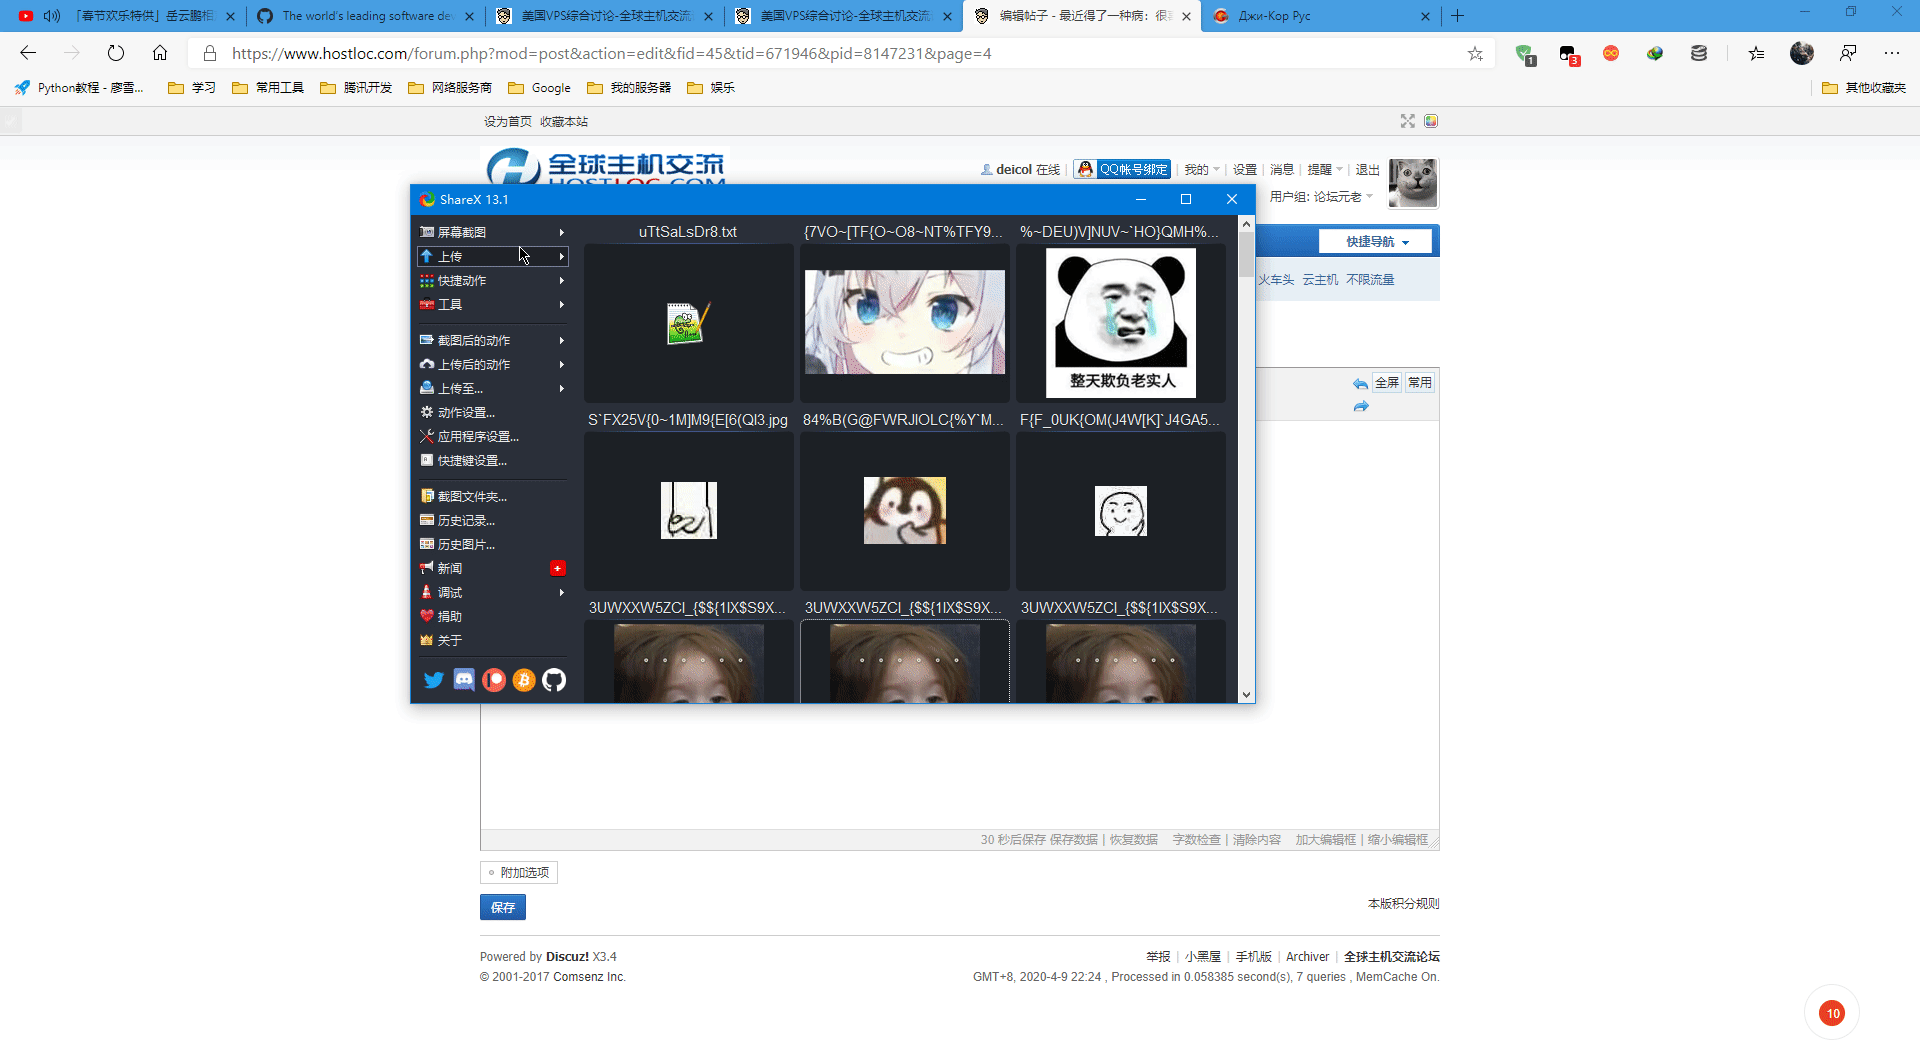 「春节欢乐特供」岳云鹏相
The world's leading software dev
美国VPS综合讨论-全球主机交流
美国VPS综合讨论-全球主机交流
编辑帖子 - 最近得了一种病：很
Джи-Кор Рус
https://www.hostloc.com/forum.php?mod=post&action=edit&fid=45&tid=671946&pid=8147231&page=4
1
3
Python教程 - 廖雪...
学习
常用工具
腾讯开发
网络服务商
Google
我的服务器
娱乐
其他收藏夹
设为首页 收藏本站
全球主机交流
HOSTLOC.COM
deicol 在线
QQ帐号绑定
我的
设置
消息
提醒
退出
用户组: 论坛元老
快捷导航
火车头 云主机 不限流量
ShareX 13.1
屏幕截图
上传
快捷动作
工具
截图后的动作
上传后的动作
上传至...
动作设置...
应用程序设置...
快捷键设置...
截图文件夹...
历史记录...
历史图片...
新闻
调试
捐助
关于
uTtSaLsDr8.txt
{7VO~[TF{O~O8~NT%TFY9...
%~DEU)V]NUV~`HO}QMH%...
整天欺负老实人
S`FX25V{0~1M]M9{E[6(QI3.jpg
84%B(G@FWRJIOLC{%Y`M...
F{F_0UK{OM(J4W[K]`J4GA5...
3UWXXW5ZCI_{$${1IX$S9X...
3UWXXW5ZCI_{$${1IX$S9X...
3UWXXW5ZCI_{$${1IX$S9X...
全屏
常用
30 秒后保存 保存数据 | 恢复数据 字数检查 | 清除内容 加大编辑框 | 缩小编辑框
附加选项
保存
本版积分规则
Powered by Discuz! X3.4
© 2001-2017 Comsenz Inc.
举报 | 小黑屋 | 手机版 | Archiver | 全球主机交流论坛
GMT+8, 2020-4-9 22:24 , Processed in 0.058385 second(s), 7 queries , MemCache On.
10